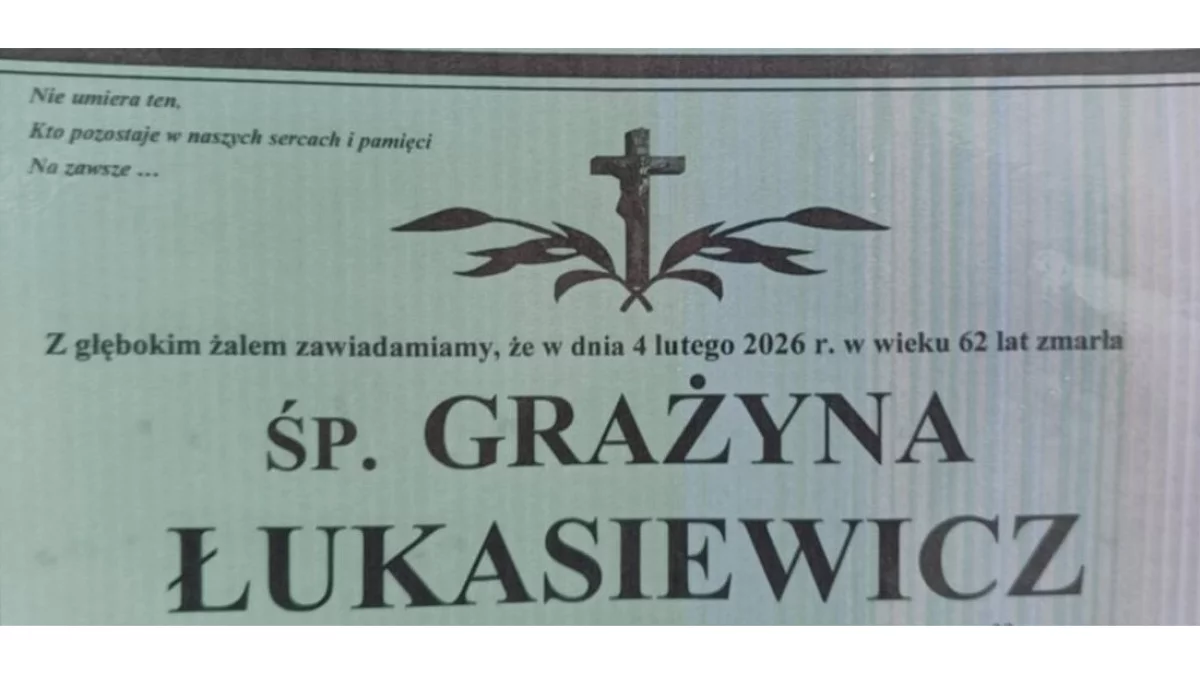 Nie umiera ten,
Kto pozostaje w naszych sercach i pamięci
Na zawsze ...
Z głębokim żalem zawiadamiamy, że w dnia 4 lutego 2026 r. w wieku 62 lat zmarła
ŚP. GRAŻYNA
ŁUKASIEWICZ